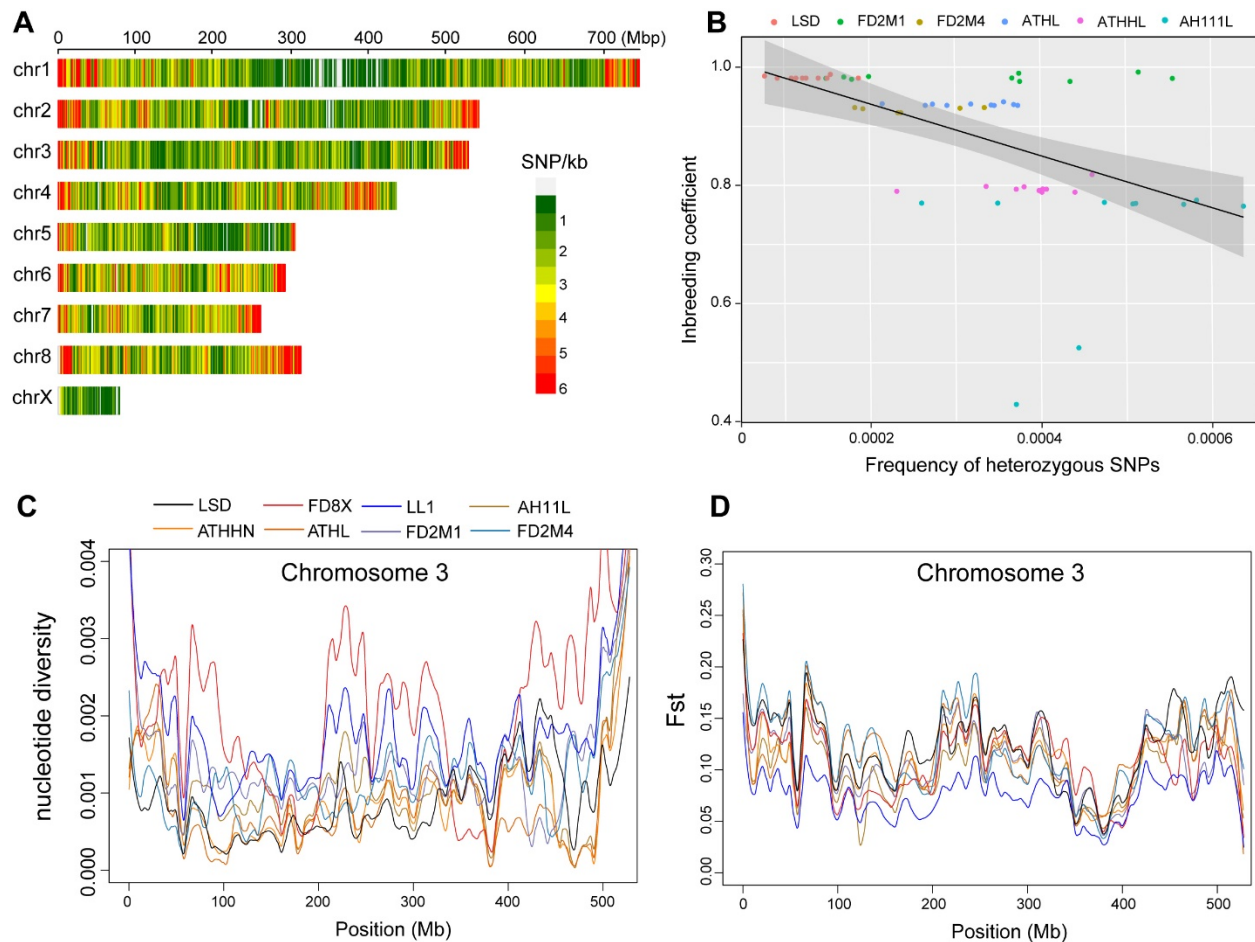 A
0 100 200 300 400 500 600 700 (Mbp)
chr1
chr2
chr3
chr4
chr5
chr6
chr7
chr8
chrX
SNP/kb
1
2
3
4
5
6
B
LSD FD2M1 FD2M4 ATHL ATHHL AH111L
Inbreeding coefficient
1.0
0.8
0.6
0.4
0 0.0002 0.0004 0.0006
Frequency of heterozygous SNPs
C
LSD FD8X LL1 AH11L
ATHHN ATHL FD2M1 FD2M4
Chromosome 3
nucleotide diversity
0.004
0.003
0.002
0.001
0.000
0 100 200 300 400 500
Position (Mb)
D
Chromosome 3
Fst
0.30
0.25
0.20
0.15
0.10
0.05
0.00
0 100 200 300 400 500
Position (Mb)